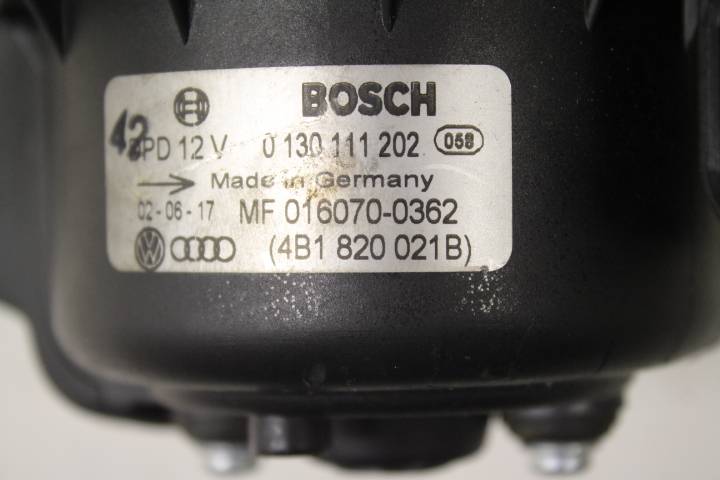 BOSCH
42
PD 12 V 0 130 111 202 058
Made in Germany
02-06-17 MF 016070-0362
(4B1 820 021B)